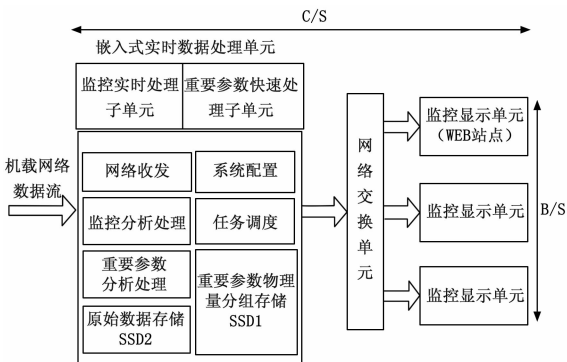 C/S
嵌入式实时数据处理单元
监控实时处理
子单元
重要参数快速处
理子单元
机载网络
数据流
网络收发
系统配置
监控分析处理
任务调度
重要参数
分析处理
重要参数物理
量分组存储
SSD1
原始数据存储
SSD2
网
络
交
换
单
元
监控显示单元
（WEB站点）
监控显示单元
监控显示单元
B/S